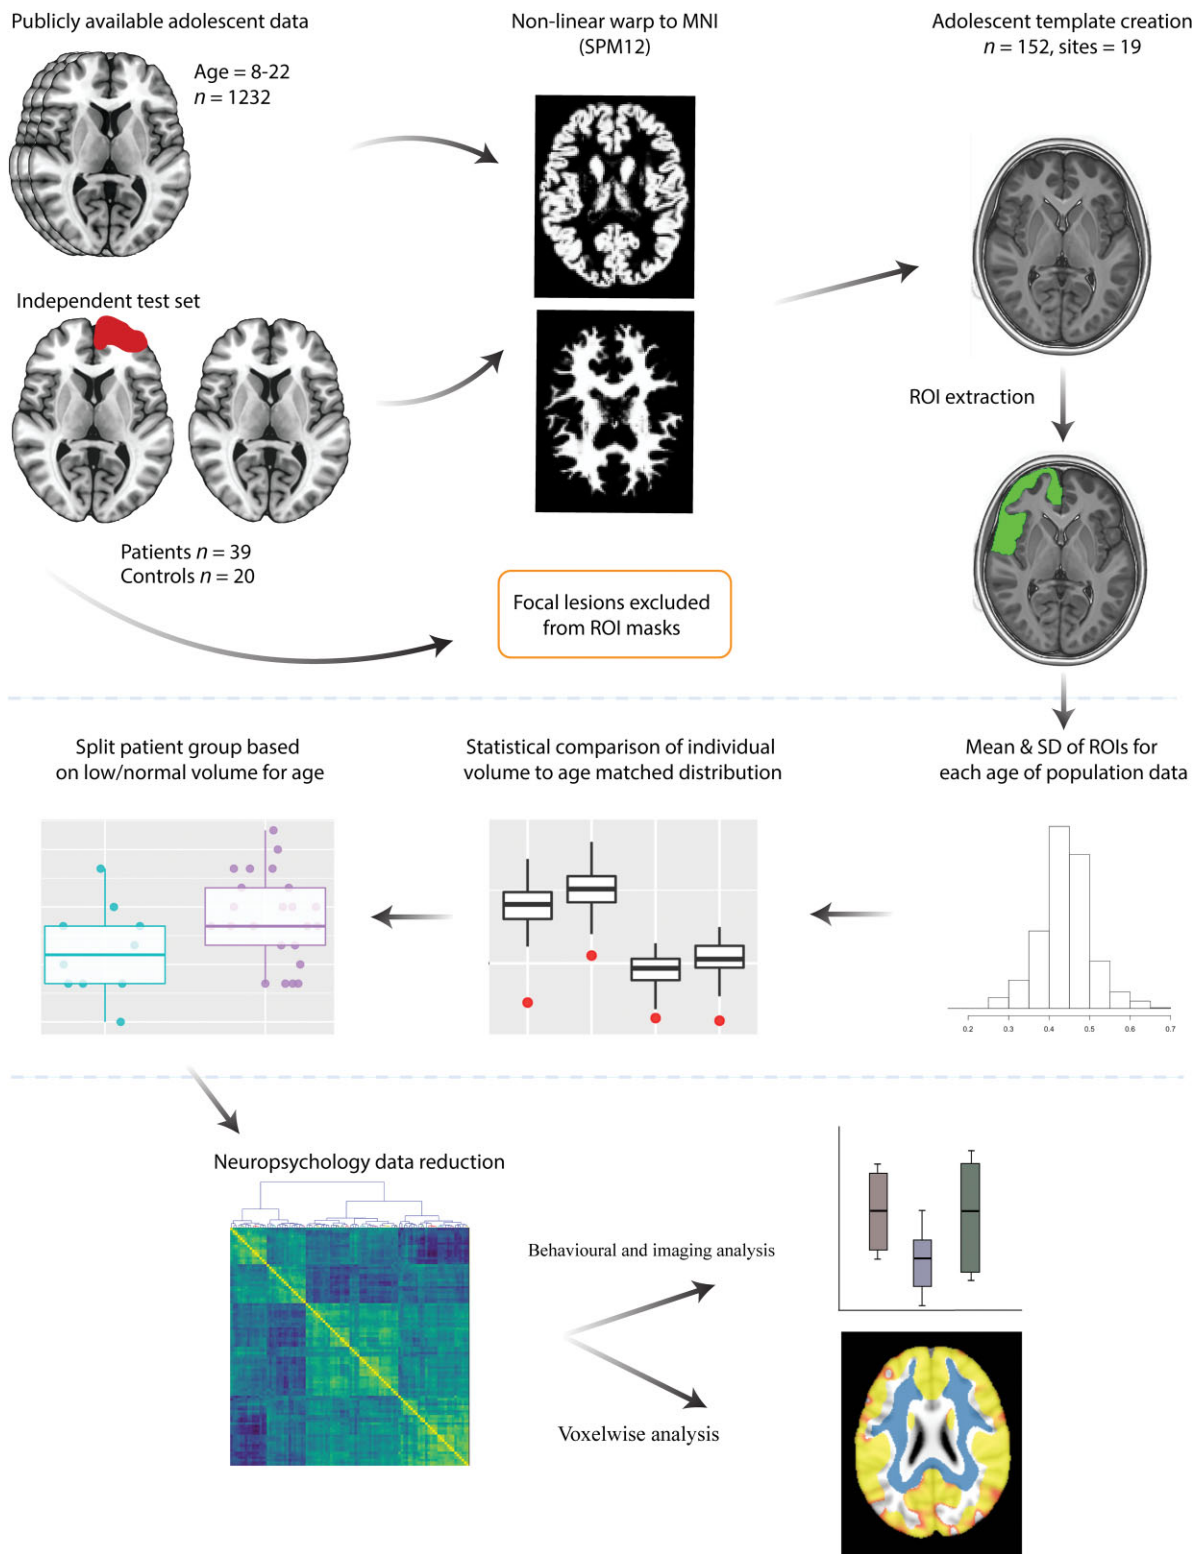 Publicly available adolescent data
Age = 8-22
n = 1232
Non-linear warp to MNI
(SPM12)
Adolescent template creation
n = 152, sites = 19
Independent test set
Patients n = 39
Controls n = 20
ROI extraction
Focal lesions excluded
from ROI masks
Split patient group based
on low/normal volume for age
Statistical comparison of individual
volume to age matched distribution
Mean & SD of ROIs for
each age of population data
0.2 0.3 0.4 0.5 0.6 0.7
Neuropsychology data reduction
Behavioural and imaging analysis
Voxelwise analysis